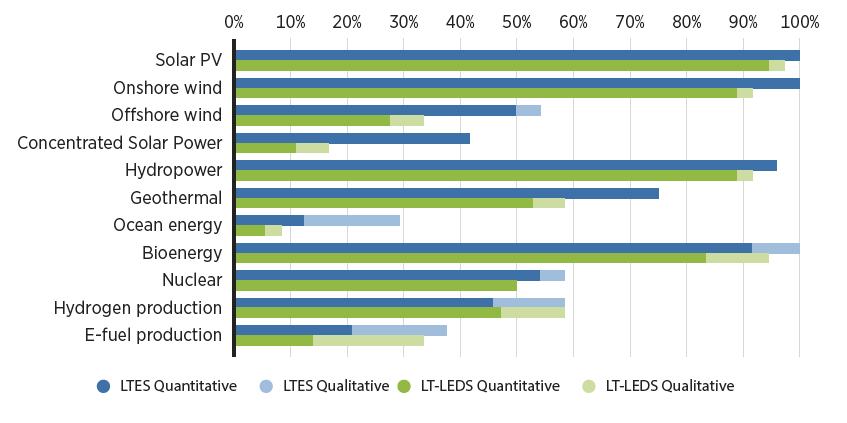 0% 10% 20% 30% 40% 50% 60% 70% 80% 90% 100%
Solar PV
Onshore wind
Offshore wind
Concentrated Solar Power
Hydropower
Geothermal
Ocean energy
Bioenergy
Nuclear
Hydrogen production
E-fuel production
LTES Quantitative LTES Qualitative LT-LEDS Quantitative LT-LEDS Qualitative